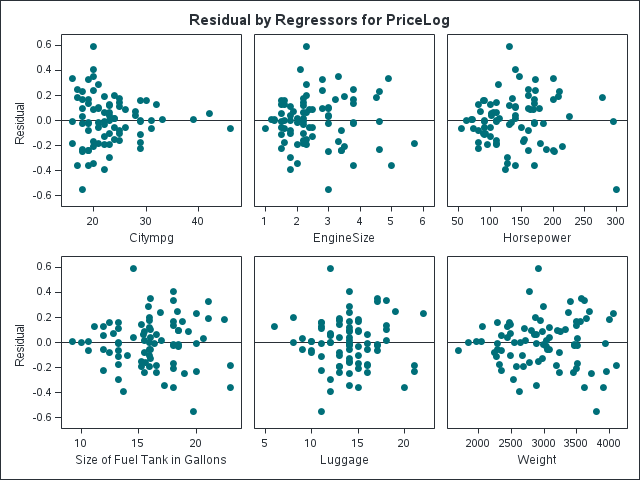 Residual by Regressors for PriceLog
0.6
0.4
0.2
0.0
-0.2
-0.4
-0.6
Residual
20 30 40
Citympg
1 2 3 4 5 6
EngineSize
50 100 150 200 250 300
Horsepower
0.6
0.4
0.2
0.0
-0.2
-0.4
-0.6
Residual
10 15 20
Size of Fuel Tank in Gallons
5 10 15 20
Luggage
2000 2500 3000 3500 4000
Weight